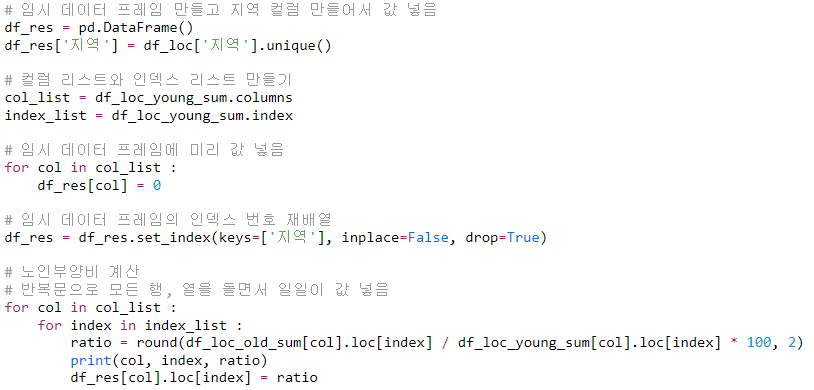 # 임시 데이터 프레임 만들고 지역 컬럼 만들어서 값 넣음
df_res = pd.DataFrame()
df_res['지역'] = df_loc['지역'].unique()

# 컬럼 리스트와 인덱스 리스트 만들기
col_list = df_loc_young_sum.columns
index_list = df_loc_young_sum.index

# 임시 데이터 프레임에 미리 값 넣음
for col in col_list :
    df_res[col] = 0

# 임시 데이터 프레임의 인덱스 번호 재배열
df_res = df_res.set_index(keys=['지역'], inplace=False, drop=True)

# 노인부양비 계산
# 반복문으로 모든 행, 열을 돌면서 일일이 값 넣음
for col in col_list :
    for index in index_list :
        ratio = round(df_loc_old_sum[col].loc[index] / df_loc_young_sum[col].loc[index] * 100, 2)
        print(col, index, ratio)
        df_res[col].loc[index] = ratio